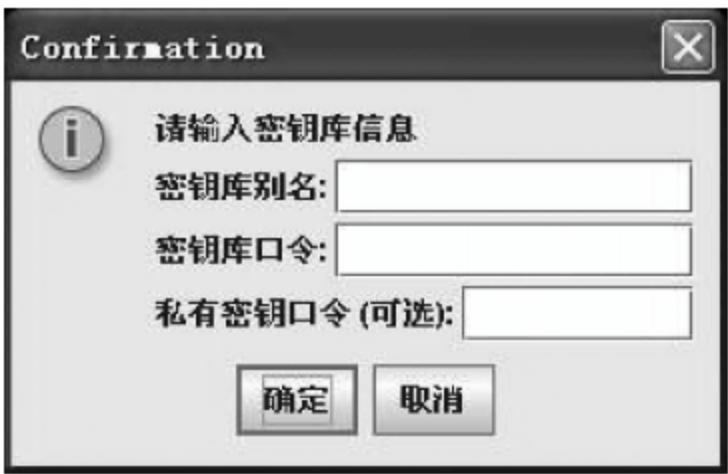 Confirmation
请输入密钥库信息
密钥库别名:
密钥库口令:
私有密钥口令 (可选):
确定 取消